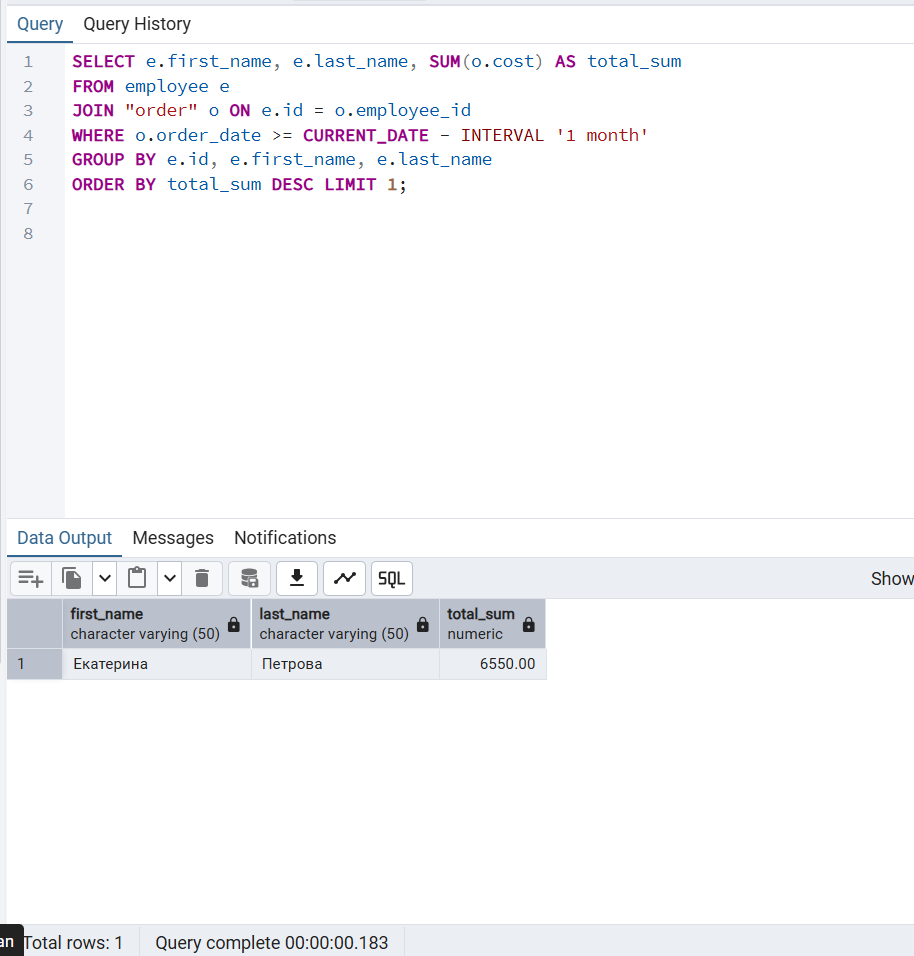 Query Query History
1 SELECT e.first_name, e.last_name, SUM(o.cost) AS total_sum
2 FROM employee e
3 JOIN "order" o ON e.id = o.employee_id
4 WHERE o.order_date >= CURRENT_DATE - INTERVAL '1 month'
5 GROUP BY e.id, e.first_name, e.last_name
6 ORDER BY total_sum DESC LIMIT 1;
7
8
Data Output Messages Notifications
SQL Show
first_name last_name total_sum
character varying (50) character varying (50) numeric
1 Екатерина Петрова 6550.00
an Total rows: 1 Query complete 00:00:00.183